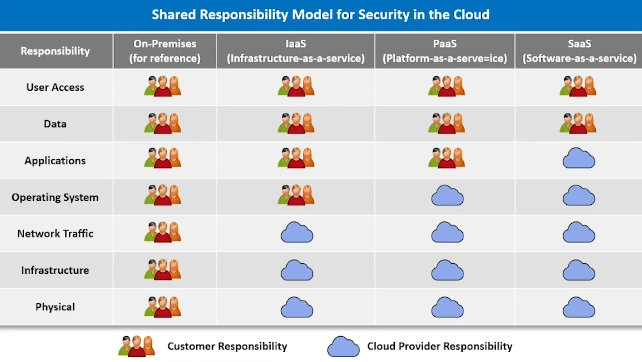 Shared Responsibility Model for Security in the Cloud
Responsibility
On-Premises
(for reference)
IaaS
(Infrastructure-as-a-service)
PaaS
(Platform-as-a-serve=ice)
SaaS
(Software-as-a-service)
User Access
Data
Applications
Operating System
Network Traffic
Infrastructure
Physical
Customer Responsibility
Cloud Provider Responsibility